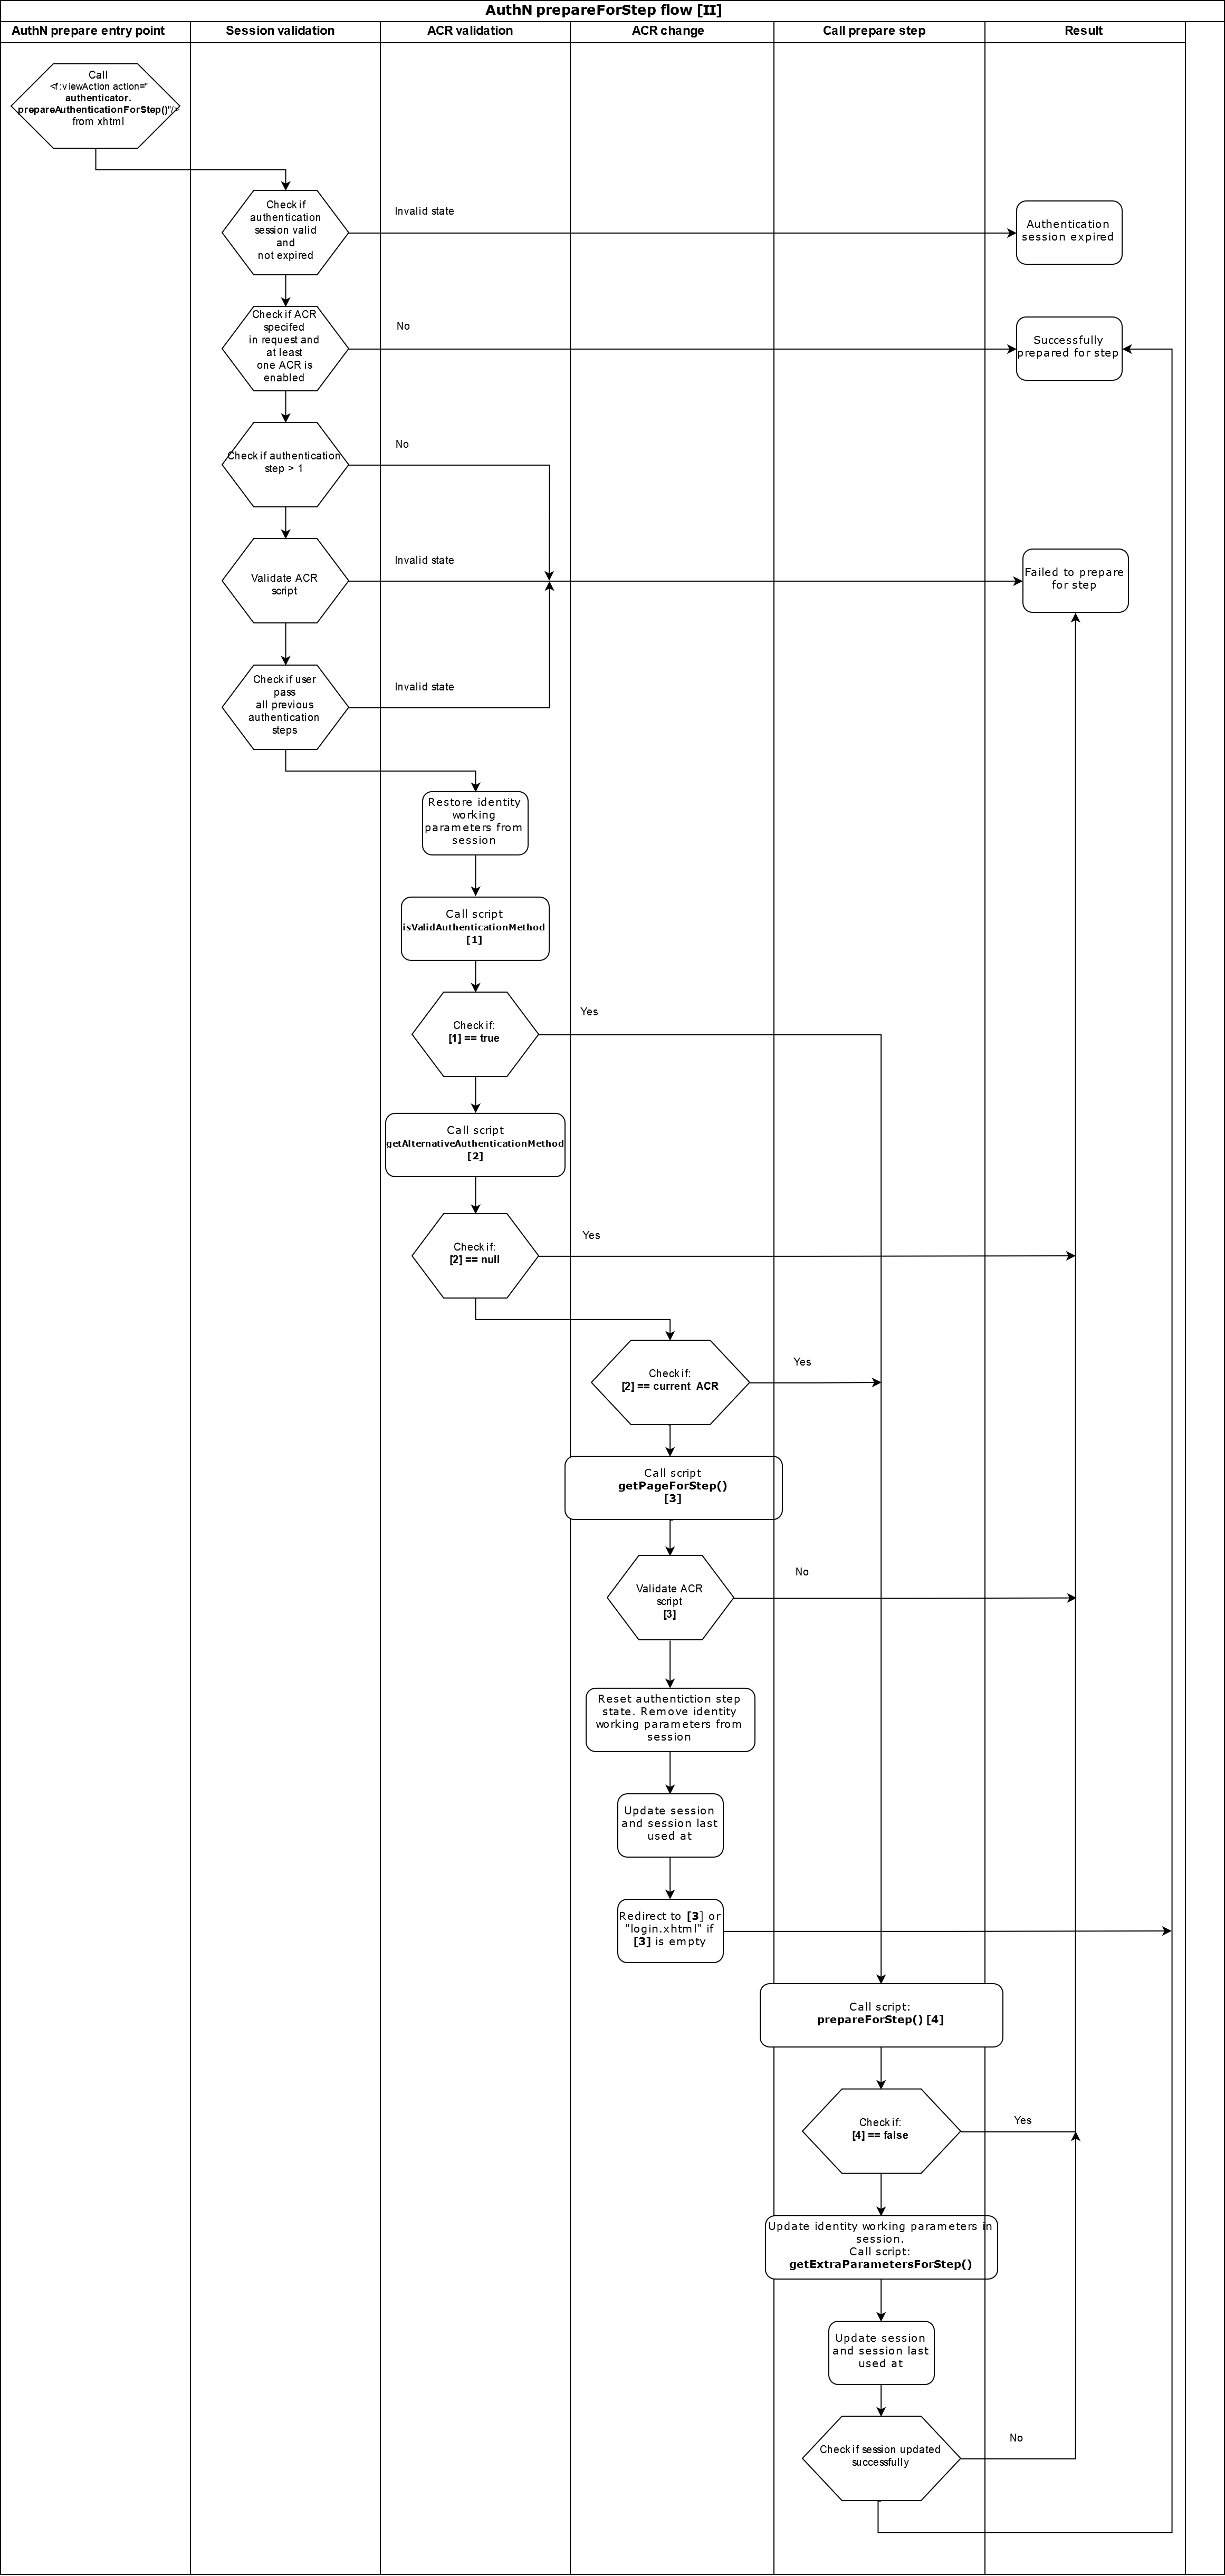 AuthN prepareForStep flow [II]
AuthN prepare entry point
Session validation
ACR validation
ACR change
Call prepare step
Result
Call
<f:viewAction action="
authenticator.
prepareAuthenticationForStep()"/>
from xhtml
Check if
authentication
session valid
and
not expired
Invalid state
Authentication
session expired
Check if ACR
specifed
in request and
at least
one ACR is
enabled
No
Successfully
prepared for step
Check if authentication
step > 1
No
Validate ACR
script
Invalid state
Failed to prepare
for step
Check if user
pass
all previous
authentication
steps
Invalid state
Restore identity
working
parameters from
session
Call script
isValidAuthenticationMethod
[1]
Check if:
[1] == true
Yes
Call script
getAlternativeAuthenticationMethod
[2]
Check if:
[2] == null
Yes
Check if:
[2] == current ACR
Yes
Call script
getPageForStep()
[3]
Validate ACR
script
[3]
No
Reset authentiction step
state. Remove identity
working parameters from
session
Update session
and session last
used at
Redirect to [3] or
"login.xhtml" if
[3] is empty
Call script:
prepareForStep() [4]
Check if:
[4] == false
Yes
Update identity working parameters in
session.
Call script:
getExtraParametersForStep()
Update session
and session last
used at
Check if session updated
successfully
No